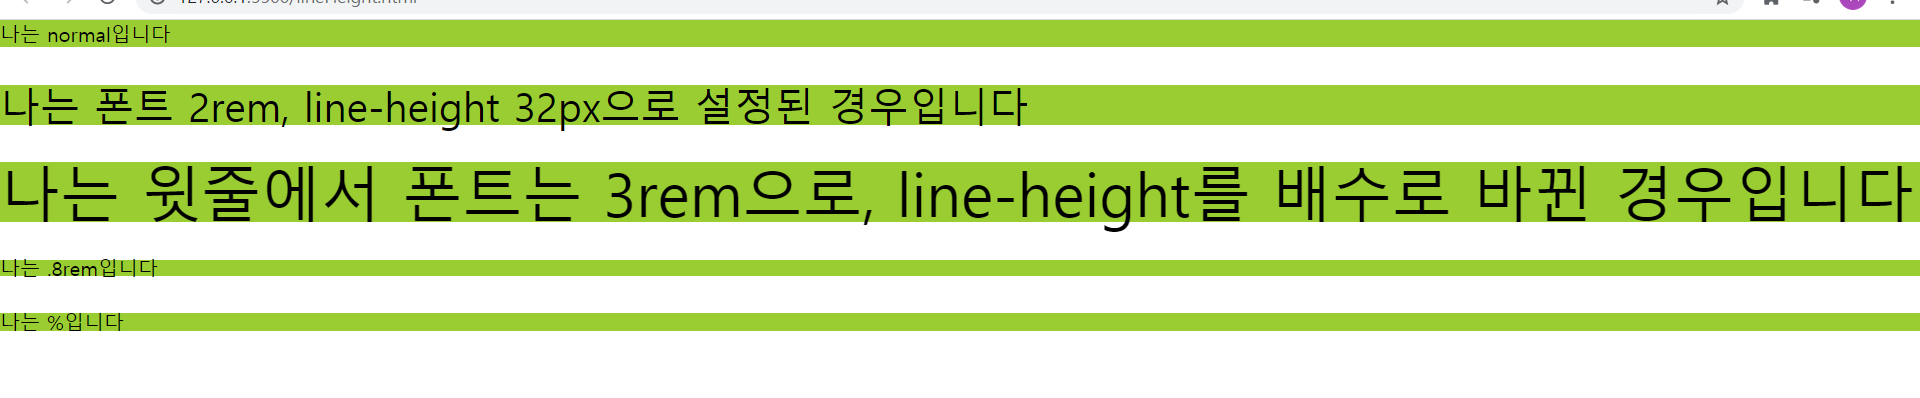 나는 normal입니다
나는 폰트 2rem, line-height 32px으로 설정된 경우입니다
나는 윗줄에서 폰트는 3rem으로, line-height를 배수로 바뀐 경우입니다
나는 .8rem입니다
나는 %입니다